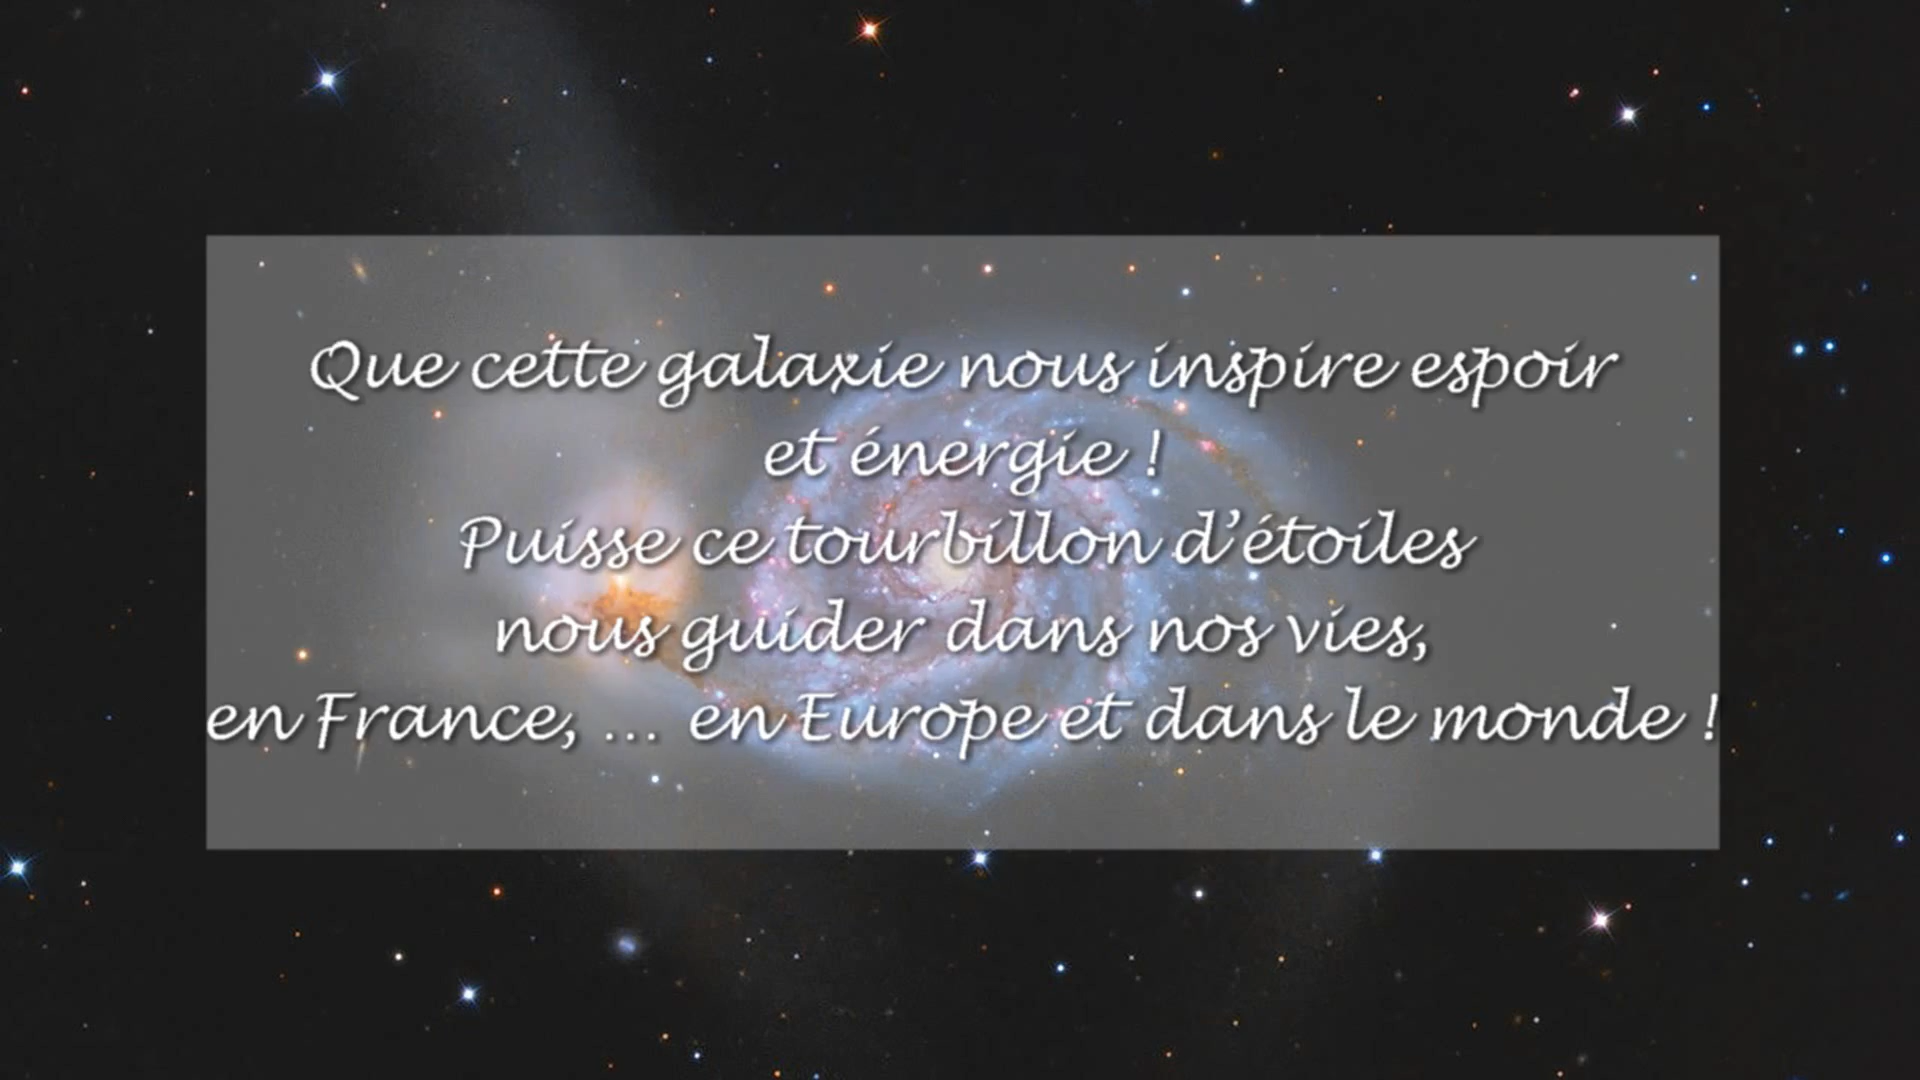 Que cette galaxie nous inspire espoir
et énergie !
Puisse ce tourbillon d’étoiles
nous guider dans nos vies,
en France, ... en Europe et dans le monde !